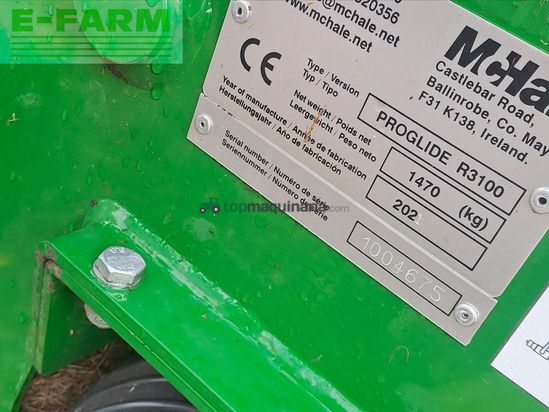 E-FARM
320356
@mchale.net
www.mchale.net
McHa
Castlebar Road,
Ballinrobe, Co. May
F31 K138, Ireland.
CE
Type / Version
Typ / Tipo
PROGLIDE R3100
Net weight / Poids net
Leergewicht / Peso neto
1470 (kg)
Year of manufacture / Année de fabrication
Herstellungsjahr / Año de fabricación
202
Serial number / Numéro de série
Seriennummer / Número de serie
1004675
topmaquinaria.com